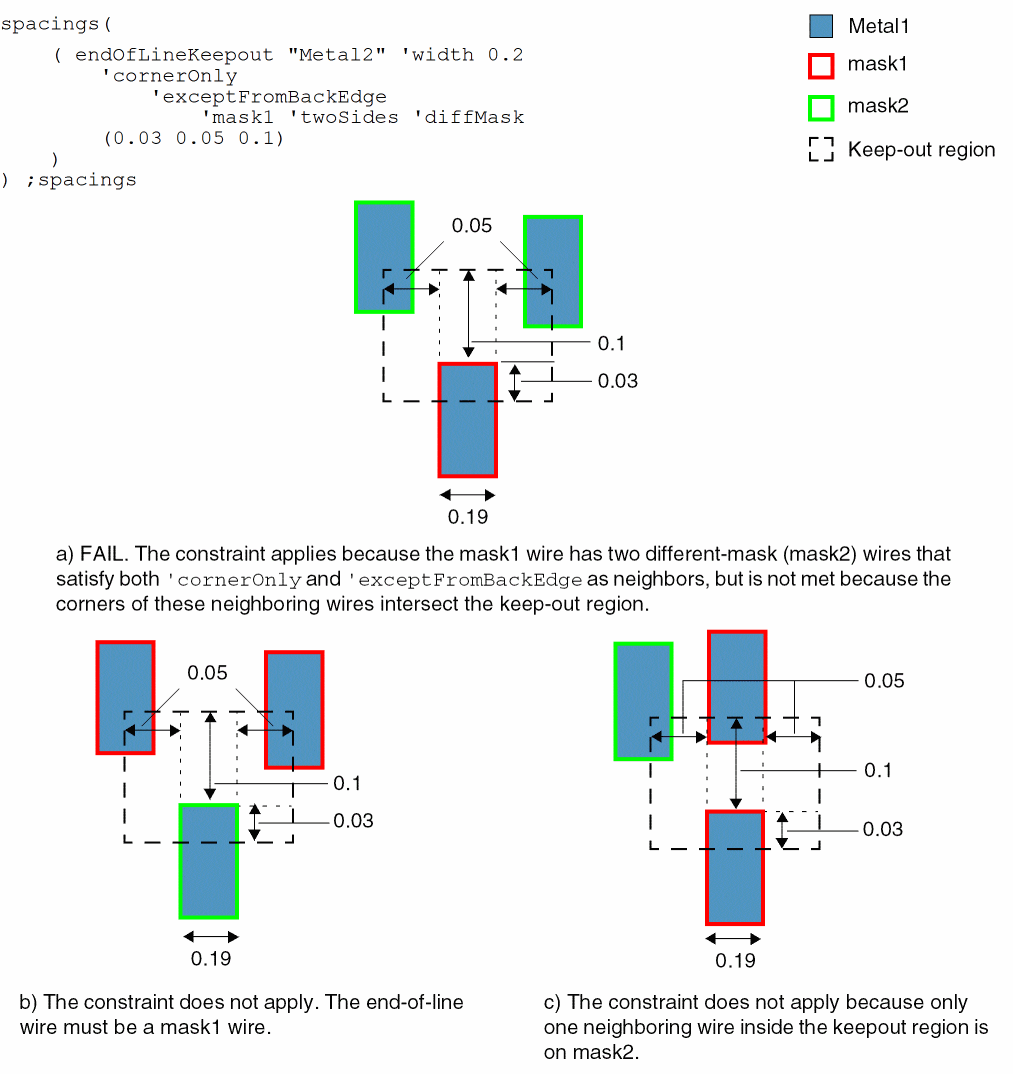 spacings(
( endOfLineKeepout "Metal2" 'width 0.2
'cornerOnly
'exceptFromBackEdge
'mask1 'twoSides 'diffMask
(0.03 0.05 0.1)
)
) ;spacings
Metal1
mask1
mask2
Keep-out region
0.05
0.1
0.03
0.19
a) FAIL. The constraint applies because the mask1 wire has two different-mask (mask2) wires that
satisfy both 'cornerOnly and 'exceptFromBackEdge as neighbors, but is not met because the
corners of these neighboring wires intersect the keep-out region.
0.05
0.1
0.03
0.19
b) The constraint does not apply. The end-of-line
wire must be a mask1 wire.
0.05
0.1
0.03
0.19
c) The constraint does not apply because only
one neighboring wire inside the keepout region is
on mask2.